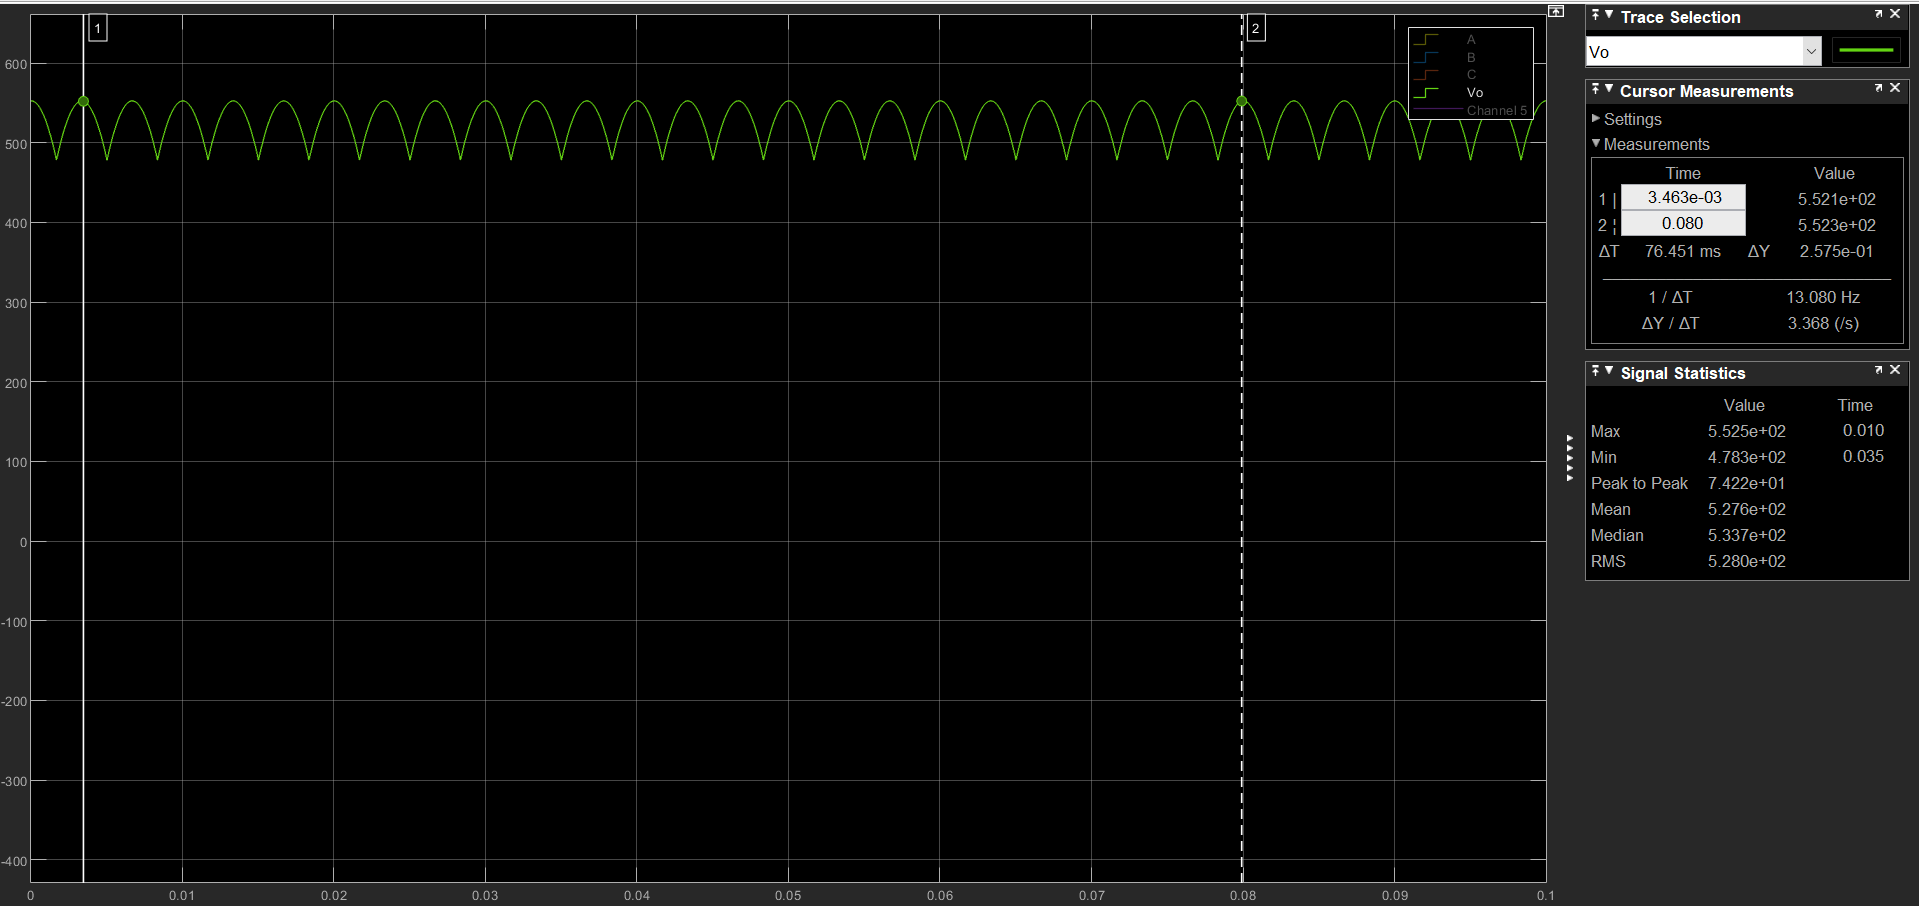 1
2
600
500
400
300
200
100
0
-100
-200
-300
-400
0 0.01 0.02 0.03 0.04 0.05 0.06 0.07 0.08 0.09 0.1
A
B
C
Vo
Channel 5
Trace Selection
Vo
Cursor Measurements
Settings
Measurements
Time Value
1 | 3.463e-03 5.521e+02
2 ¦ 0.080 5.523e+02
ΔT 76.451 ms ΔY 2.575e-01
1 / ΔT 13.080 Hz
ΔY / ΔT 3.368 (/s)
Signal Statistics
Value Time
Max 5.525e+02 0.010
Min 4.783e+02 0.035
Peak to Peak 7.422e+01
Mean 5.276e+02
Median 5.337e+02
RMS 5.280e+02